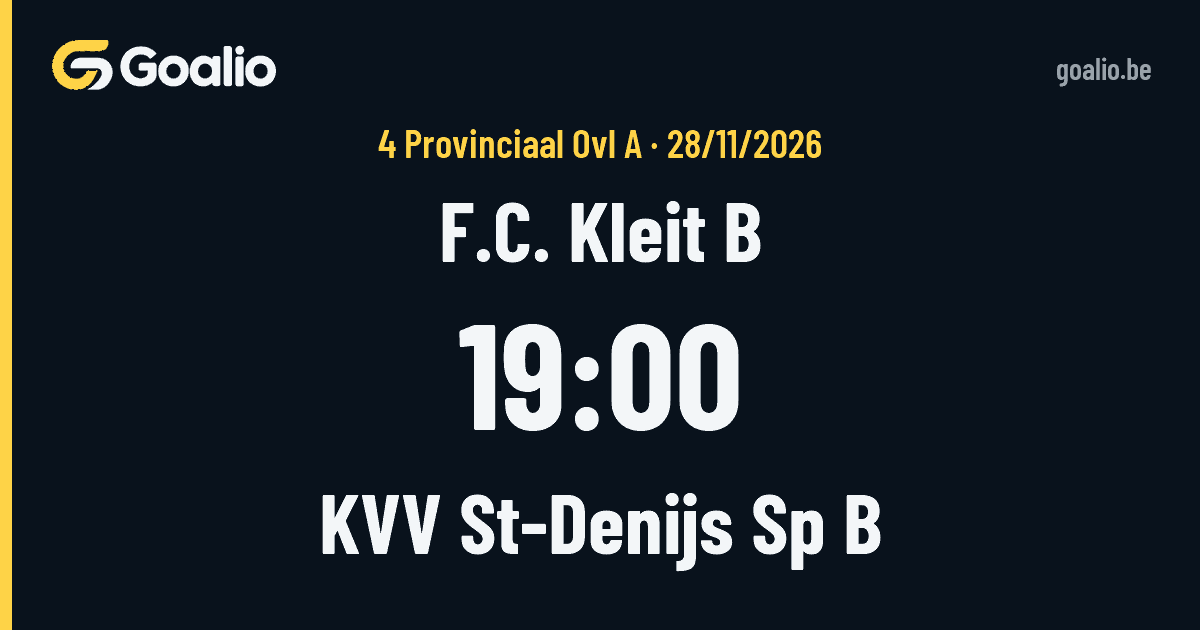 Goalio
goalio.be
4 Provinciaal Ovl A · 28/11/2026
F.C. Kleit B
19:00
KVV St-Denijs Sp B